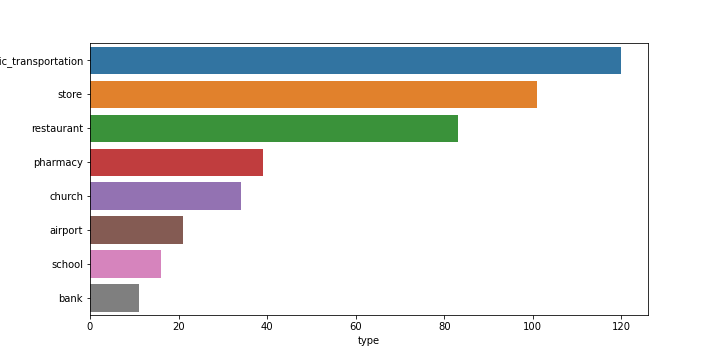 ic_transportation
store
restaurant
pharmacy
church
airport
school
bank
0 20 40 60 80 100 120
type